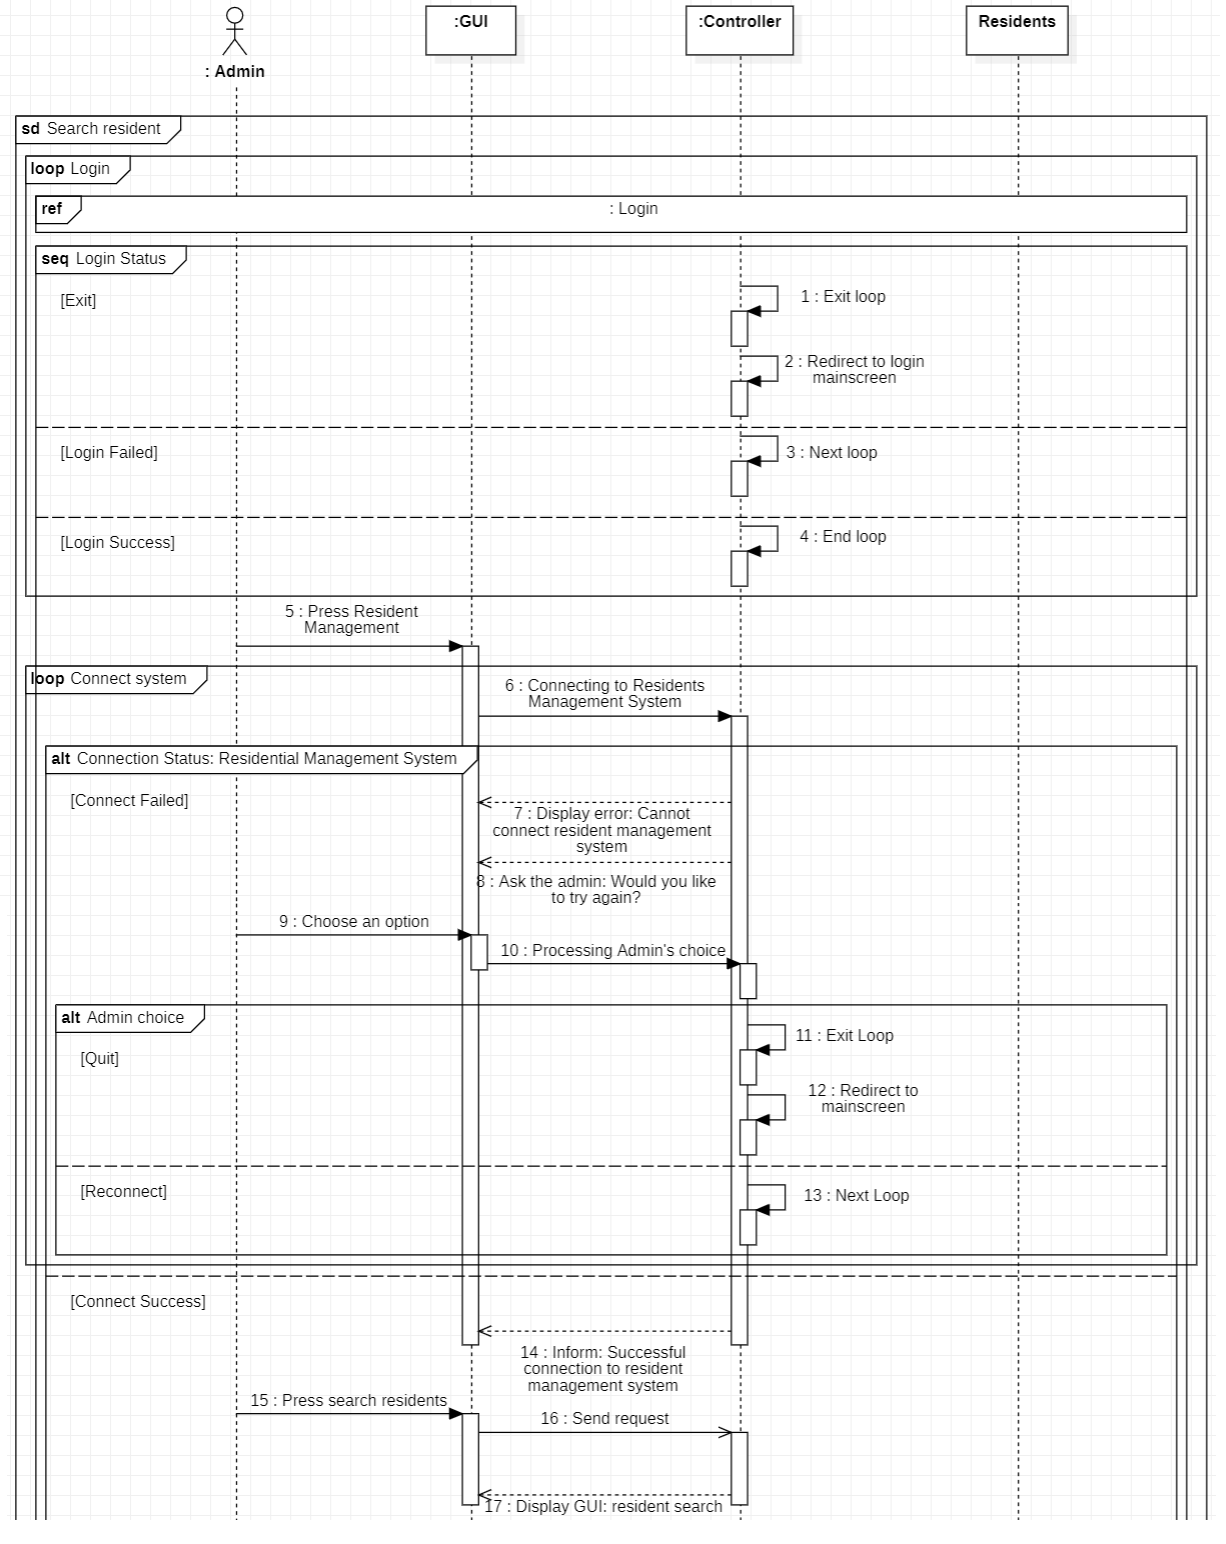 : Admin
:GUI
:Controller
Residents
sd Search resident
loop Login
ref
: Login
seq Login Status
[Exit]
1 : Exit loop
2 : Redirect to login
mainscreen
[Login Failed]
3 : Next loop
[Login Success]
4 : End loop
5 : Press Resident
Management
loop Connect system
6 : Connecting to Residents
Management System
alt Connection Status: Residential Management System
[Connect Failed]
7 : Display error: Cannot
connect resident management
system
8 : Ask the admin: Would you like
to try again?
9 : Choose an option
10 : Processing Admin's choice
alt Admin choice
[Quit]
11 : Exit Loop
12 : Redirect to
mainscreen
[Reconnect]
13 : Next Loop
[Connect Success]
14 : Inform: Successful
connection to resident
management system
15 : Press search residents
16 : Send request
17 : Display GUI: resident search